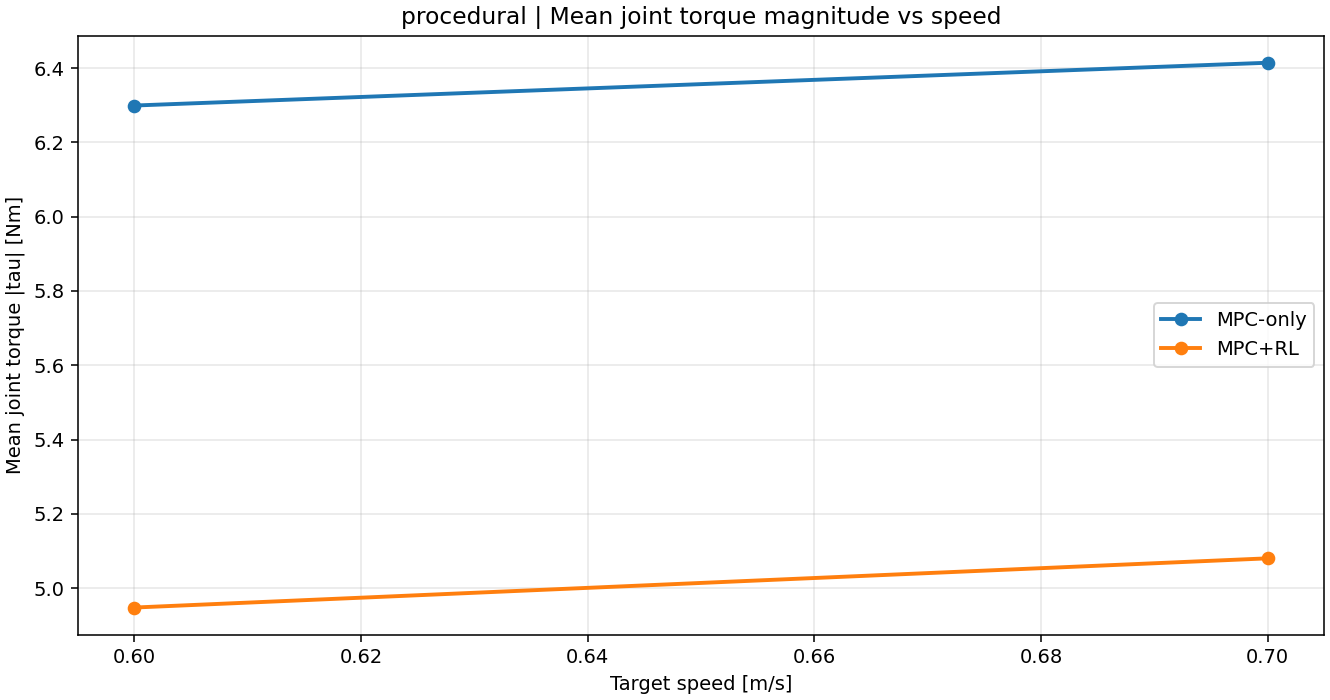 procedural | Mean joint torque magnitude vs speed
Mean joint torque |tau| [Nm]
6.4
6.2
6.0
5.8
5.6
5.4
5.2
5.0
MPC-only
MPC+RL
0.60 0.62 0.64 0.66 0.68 0.70
Target speed [m/s]